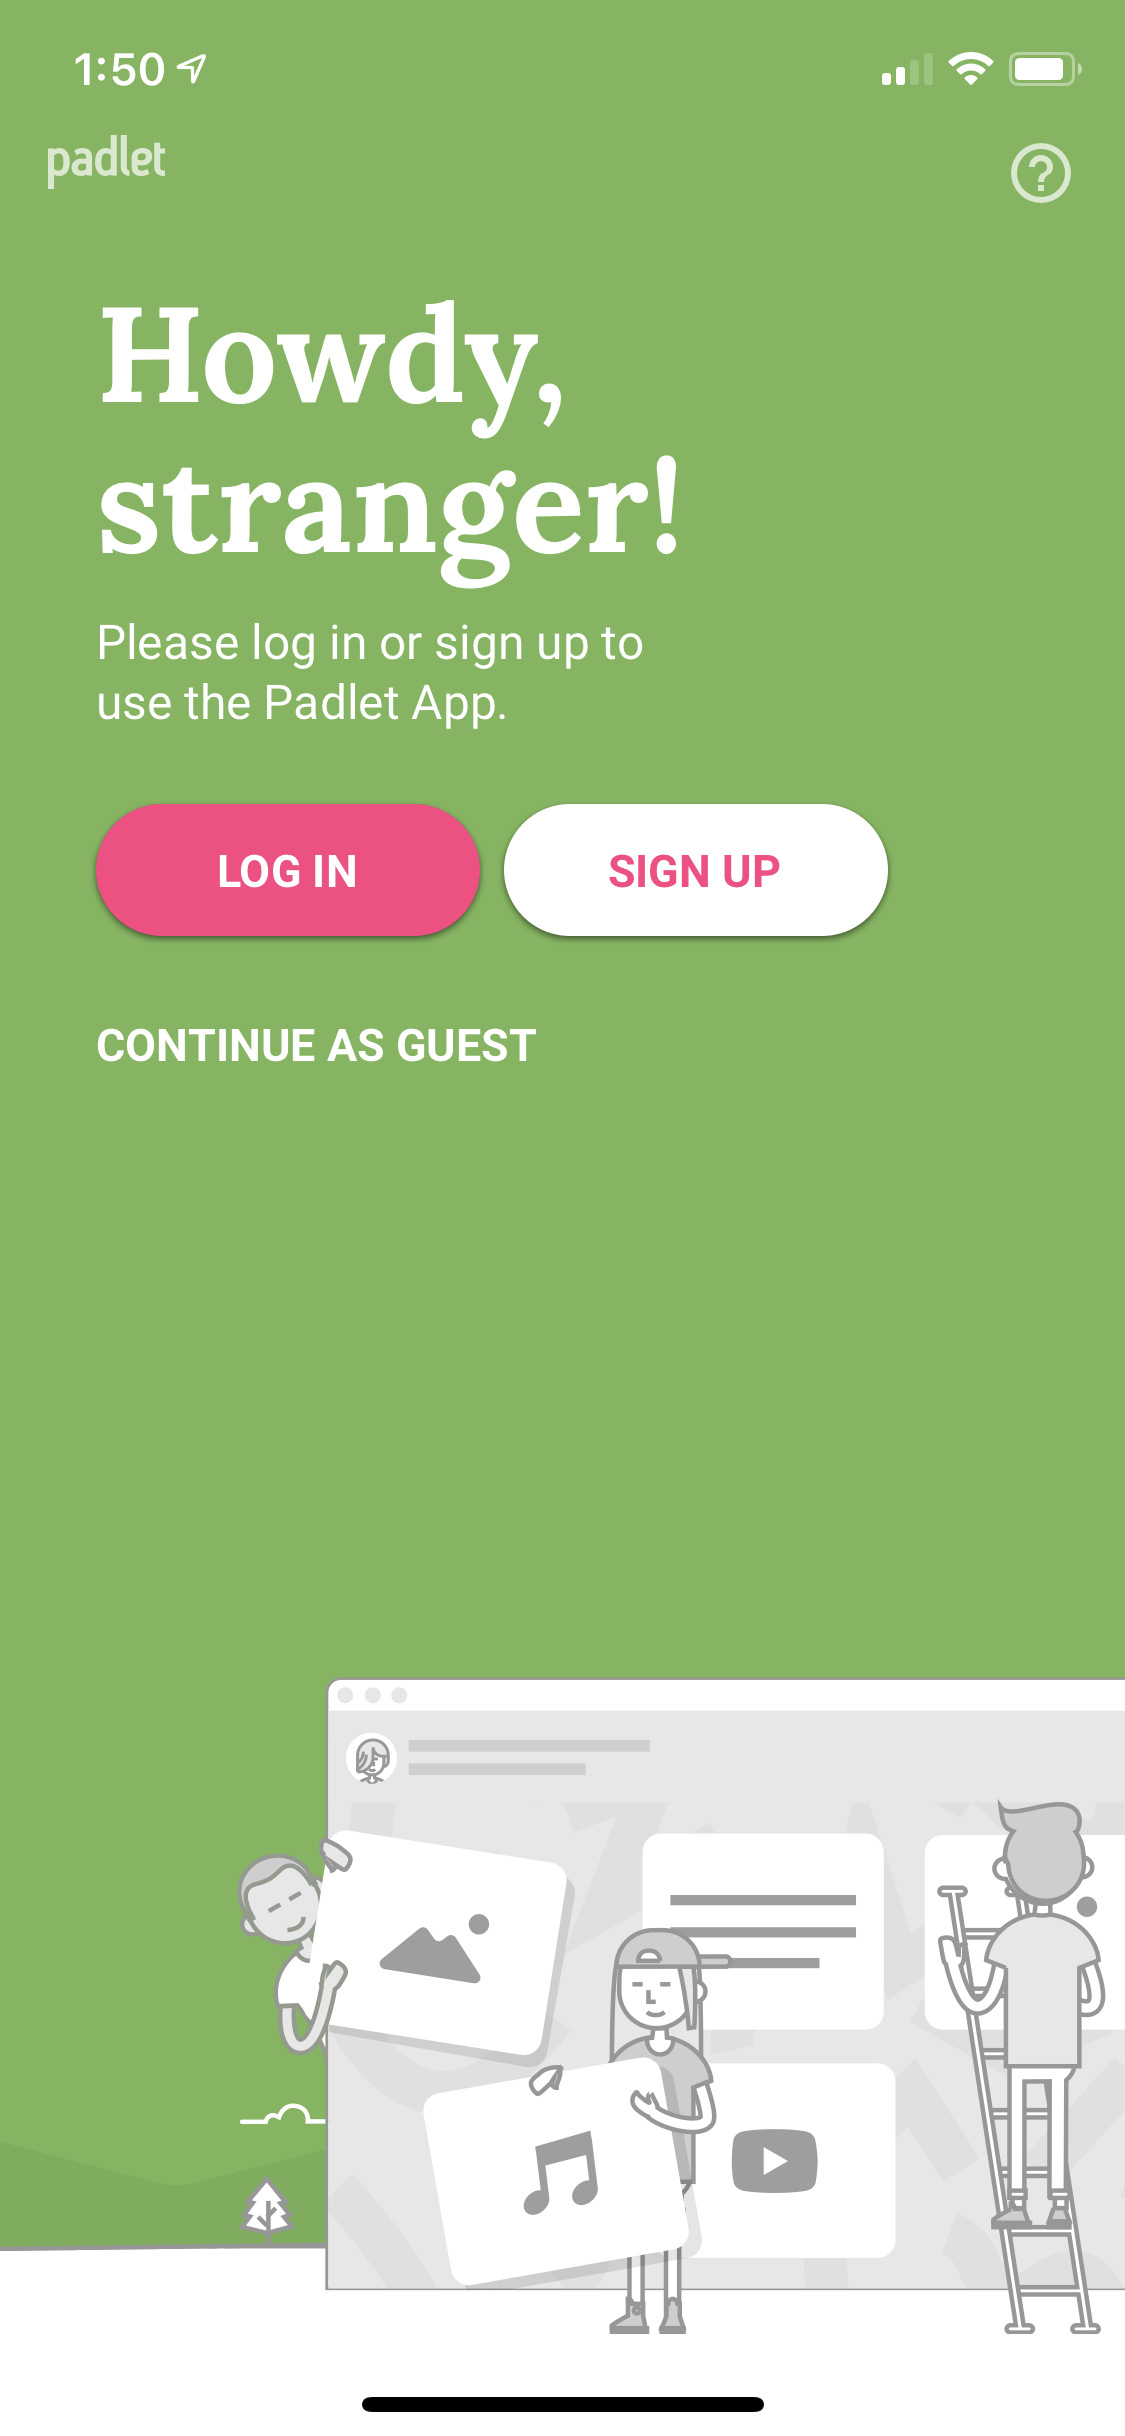 1:50
padlet
Howdy,
stranger!
Please log in or sign up to
use the Padlet App.
LOG IN
SIGN UP
CONTINUE AS GUEST